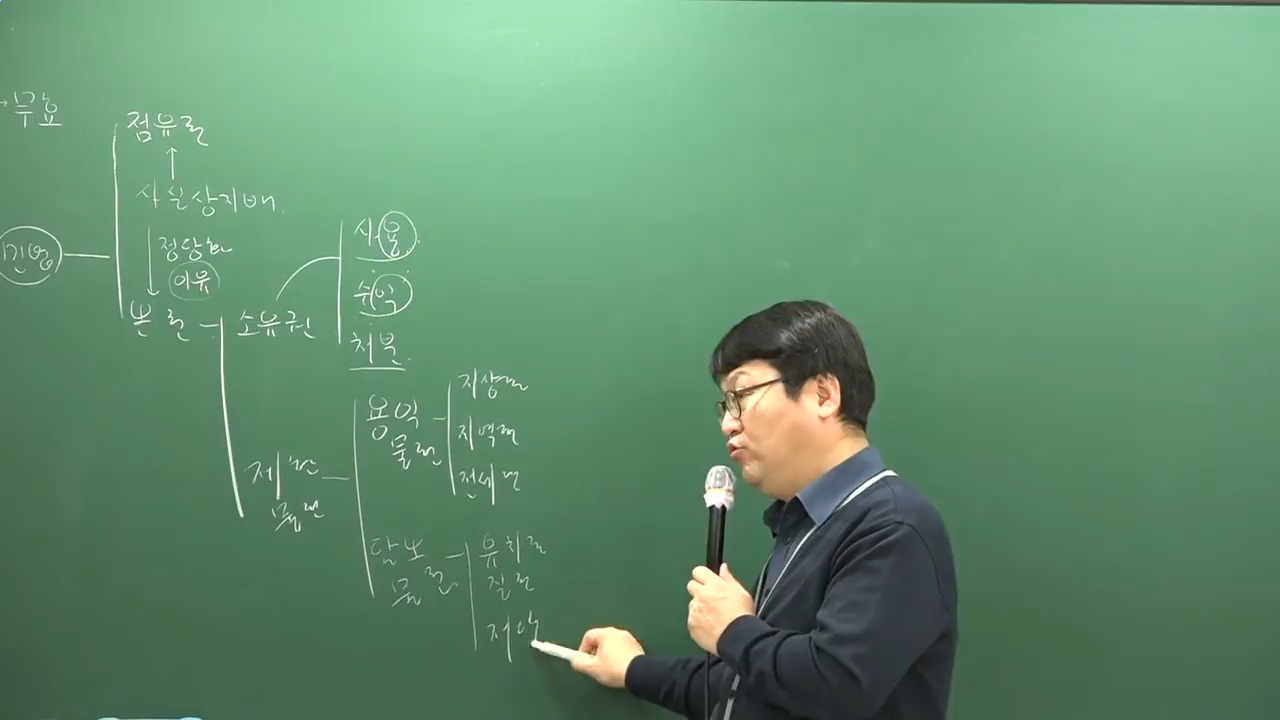 →무효
점유권
↑
사실상지배.
민법
정당한
이유
본권
소유권
사용.
수익
처분.
제한
물권
용익
물권
지상권
지역권
전세권
담보
물권
유치권
질권
저당